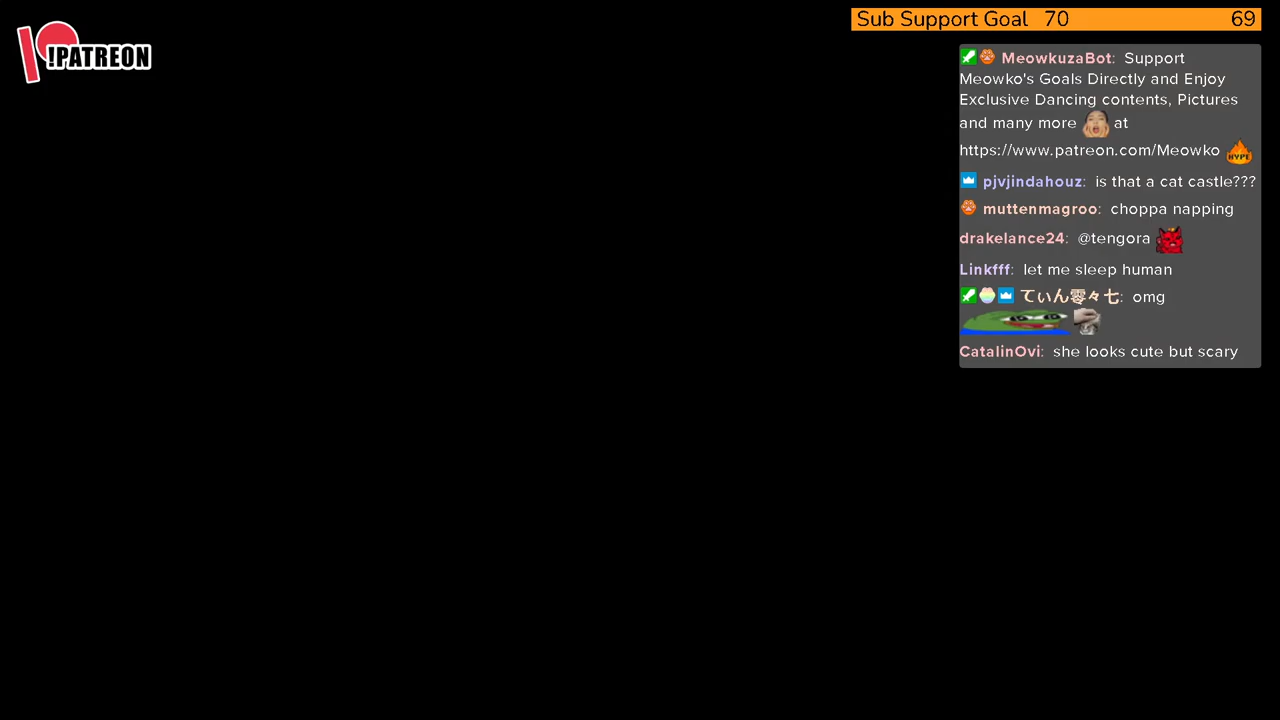 !PATREON
Sub Support Goal 70 69
MeowkuzaBot: Support
Meowko's Goals Directly and Enjoy
Exclusive Dancing contents, Pictures
and many more at
https://www.patreon.com/Meowko HYPE
pjvjindahouz: is that a cat castle???
muttenmagroo: choppa napping
drakelance24: @tengora
Linkfff: let me sleep human
てぃん零々七: omg
CatalinOvi: she looks cute but scary